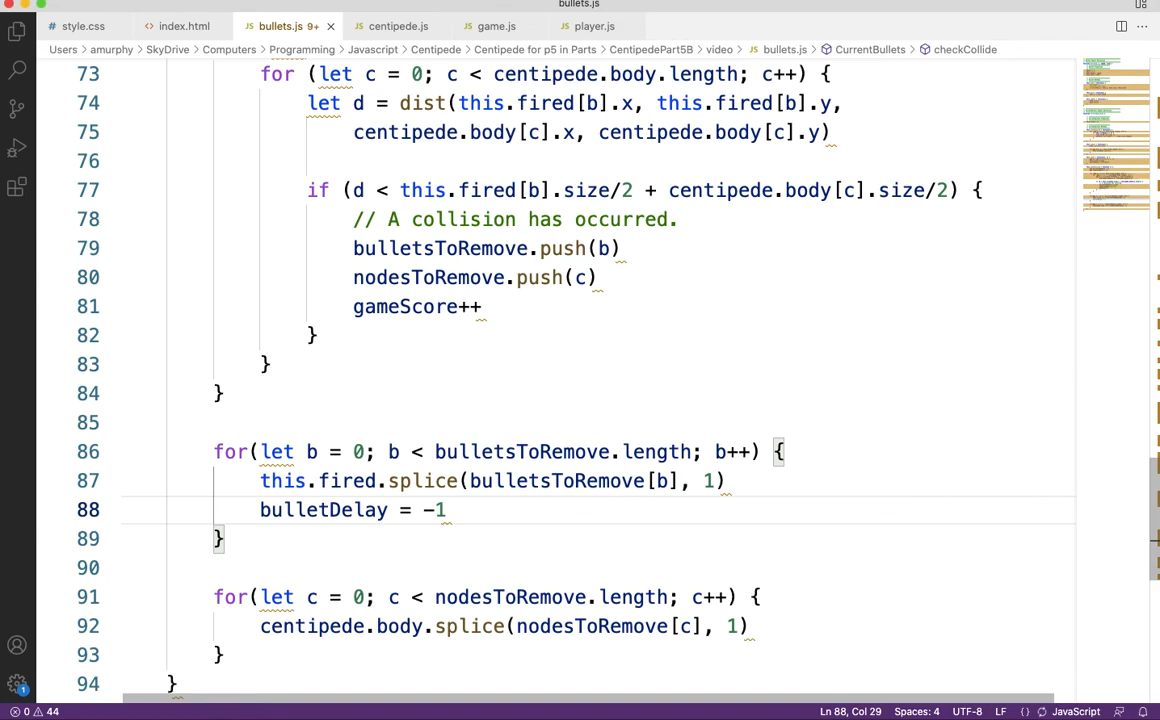 bullets.js
style.css
index.html
bullets.js 9+
centipede.js
game.js
player.js
Users > amurphy > SkyDrive > Computers > Programming > Javascript > Centipede > Centipede for p5 in Parts > CentipedePart5B > video > bullets.js > CurrentBullets > checkCollide
73 for (let c = 0; c < centipede.body.length; c++) {
74 let d = dist(this.fired[b].x, this.fired[b].y,
75 centipede.body[c].x, centipede.body[c].y)
76
77 if (d < this.fired[b].size/2 + centipede.body[c].size/2) {
78 // A collision has occurred.
79 bulletsToRemove.push(b)
80 nodesToRemove.push(c)
81 gameScore++
82 }
83 }
84 }
85
86 for(let b = 0; b < bulletsToRemove.length; b++) {
87 this.fired.splice(bulletsToRemove[b], 1)
88 bulletDelay = -1
89 }
90
91 for(let c = 0; c < nodesToRemove.length; c++) {
92 centipede.body.splice(nodesToRemove[c], 1)
93 }
94 }
1
0 44 Ln 88, Col 29 Spaces: 4 UTF-8 LF {} JavaScript